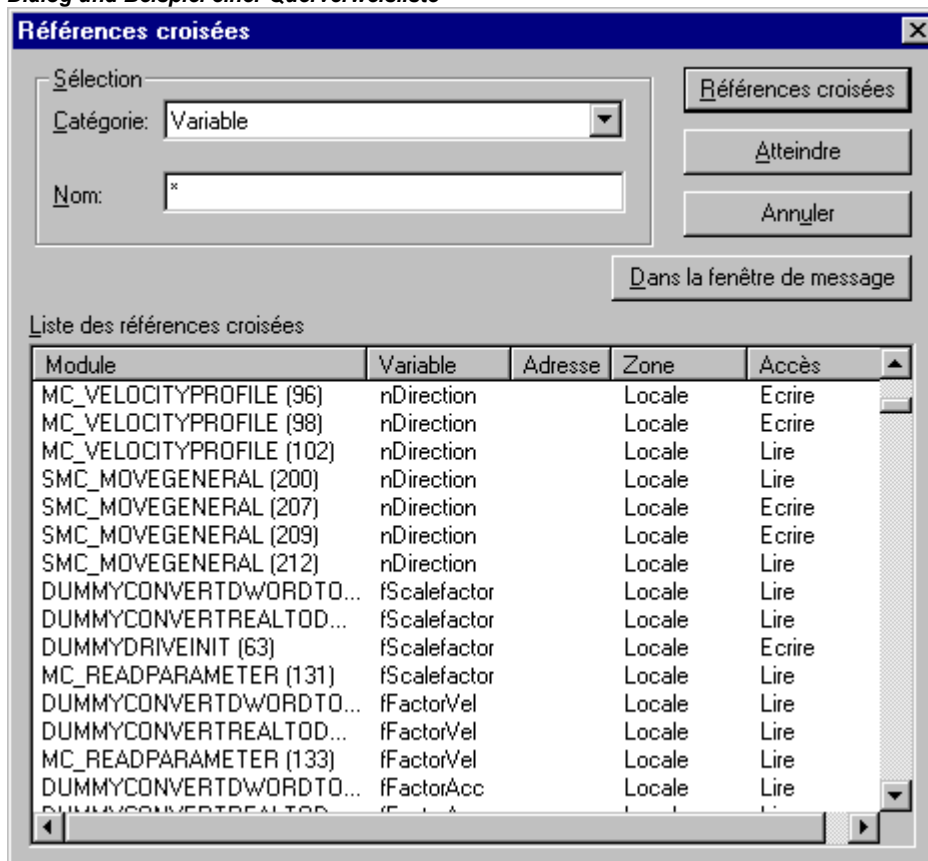 Dialog und Beispiel einer Querverweisliste
Références croisées
Sélection
Catégorie: Variable
Nom: *
Références croisées
Atteindre
Annuler
Dans la fenêtre de message
Liste des références croisées
Module Variable Adresse Zone Accès
MC_VELOCITYPROFILE (96) nDirection Locale Ecrire
MC_VELOCITYPROFILE (98) nDirection Locale Ecrire
MC_VELOCITYPROFILE (102) nDirection Locale Lire
SMC_MOVEGENERAL (200) nDirection Locale Lire
SMC_MOVEGENERAL (207) nDirection Locale Ecrire
SMC_MOVEGENERAL (209) nDirection Locale Ecrire
SMC_MOVEGENERAL (212) nDirection Locale Lire
DUMMYCONVERTDWORDTO... fScalefactor Locale Lire
DUMMYCONVERTREALTOD... fScalefactor Locale Lire
DUMMYDRIVEINIT (63) fScalefactor Locale Ecrire
MC_READPARAMETER (131) fScalefactor Locale Lire
DUMMYCONVERTDWORDTO... fFactorVel Locale Lire
DUMMYCONVERTREALTOD... fFactorVel Locale Lire
MC_READPARAMETER (133) fFactorVel Locale Lire
DUMMYCONVERTDWORDTO... fFactorAcc Locale Lire